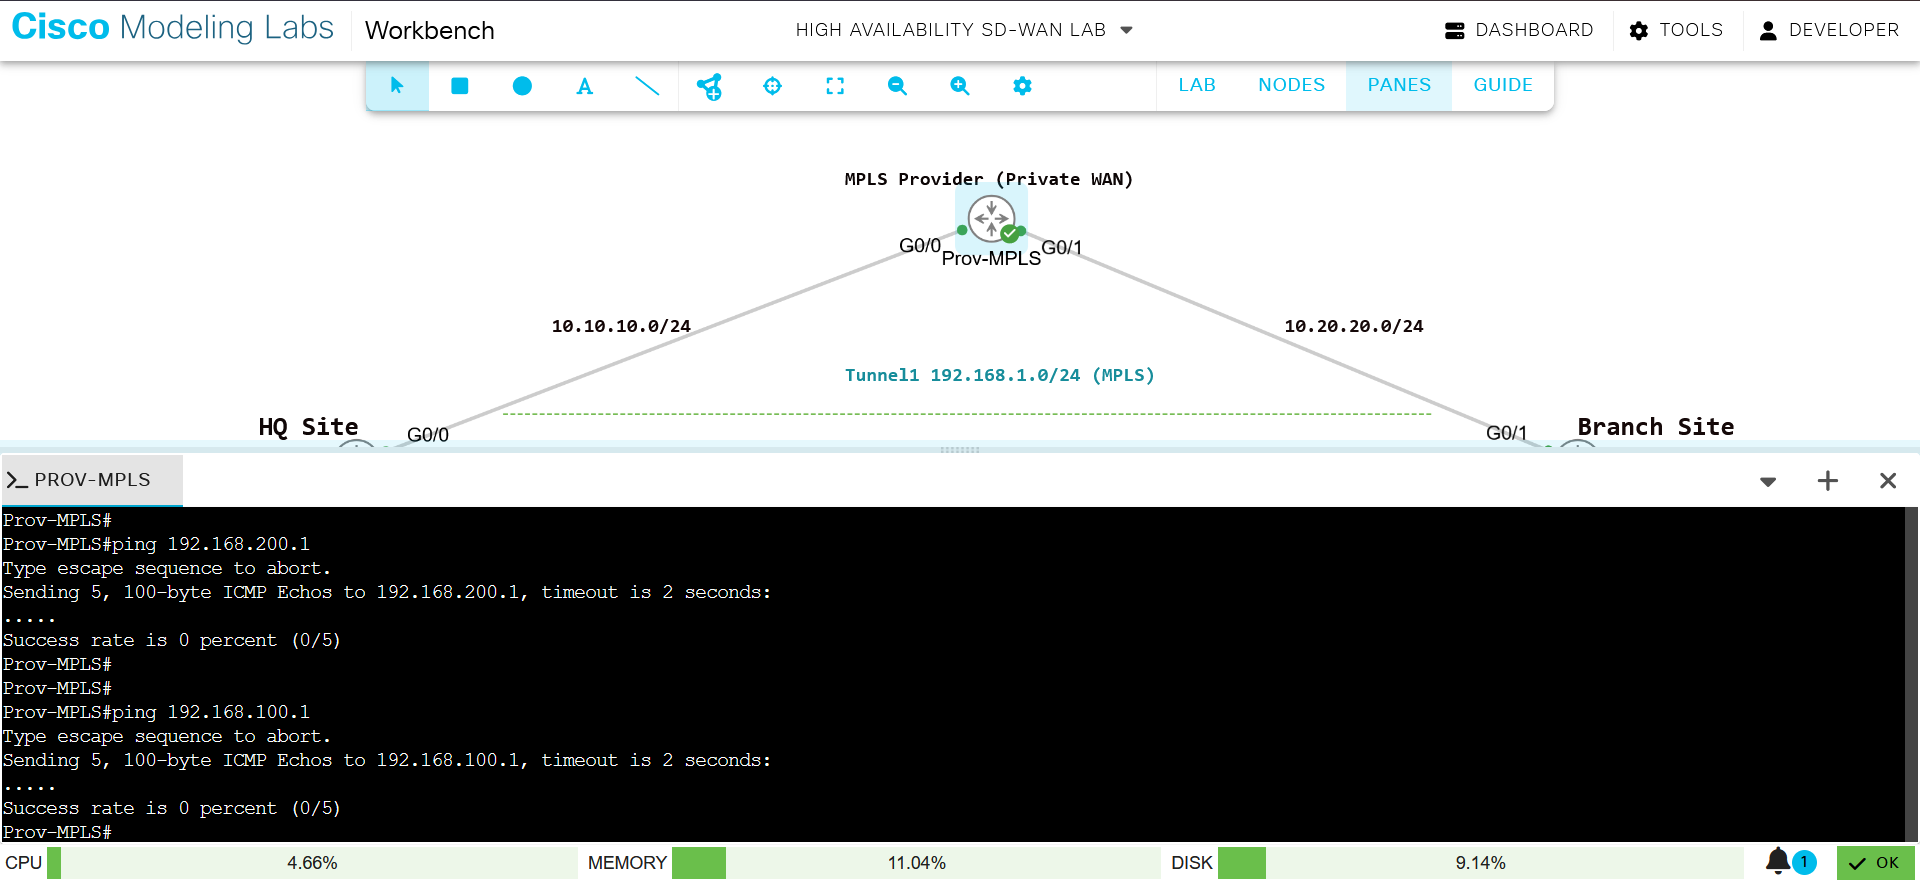 Cisco Modeling Labs Workbench HIGH AVAILABILITY SD-WAN LAB DASHBOARD TOOLS DEVELOPER
A LAB NODES PANES GUIDE
MPLS Provider (Private WAN)
G0/0 G0/1
Prov-MPLS
10.10.10.0/24 10.20.20.0/24
Tunnel1 192.168.1.0/24 (MPLS)
HQ Site Branch Site
G0/0 G0/1
PROV-MPLS
Prov-MPLS#
Prov-MPLS#ping 192.168.200.1
Type escape sequence to abort.
Sending 5, 100-byte ICMP Echos to 192.168.200.1, timeout is 2 seconds:
.....
Success rate is 0 percent (0/5)
Prov-MPLS#
Prov-MPLS#
Prov-MPLS#ping 192.168.100.1
Type escape sequence to abort.
Sending 5, 100-byte ICMP Echos to 192.168.100.1, timeout is 2 seconds:
.....
Success rate is 0 percent (0/5)
Prov-MPLS#
CPU 4.66% MEMORY 11.04% DISK 9.14% 1 OK